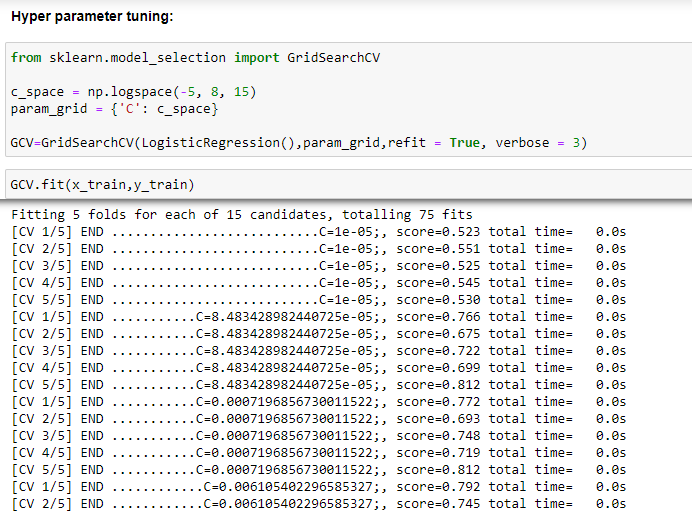 Hyper parameter tuning:
from sklearn.model_selection import GridSearchCV
c_space = np.logspace(-5, 8, 15)
param_grid = {'C': c_space}
GCV=GridSearchCV(LogisticRegression(),param_grid,refit = True, verbose = 3)
GCV.fit(x_train,y_train)
Fitting 5 folds for each of 15 candidates, totalling 75 fits
[CV 1/5] END ...........................C=1e-05;, score=0.523 total time=   0.0s
[CV 2/5] END ...........................C=1e-05;, score=0.551 total time=   0.0s
[CV 3/5] END ...........................C=1e-05;, score=0.525 total time=   0.0s
[CV 4/5] END ...........................C=1e-05;, score=0.545 total time=   0.0s
[CV 5/5] END ...........................C=1e-05;, score=0.530 total time=   0.0s
[CV 1/5] END ...........C=8.483428982440725e-05;, score=0.766 total time=   0.0s
[CV 2/5] END ...........C=8.483428982440725e-05;, score=0.675 total time=   0.0s
[CV 3/5] END ...........C=8.483428982440725e-05;, score=0.722 total time=   0.0s
[CV 4/5] END ...........C=8.483428982440725e-05;, score=0.699 total time=   0.0s
[CV 5/5] END ...........C=8.483428982440725e-05;, score=0.812 total time=   0.0s
[CV 1/5] END ...........C=0.0007196856730011522;, score=0.772 total time=   0.0s
[CV 2/5] END ...........C=0.0007196856730011522;, score=0.693 total time=   0.0s
[CV 3/5] END ...........C=0.0007196856730011522;, score=0.748 total time=   0.0s
[CV 4/5] END ...........C=0.0007196856730011522;, score=0.719 total time=   0.0s
[CV 5/5] END ...........C=0.0007196856730011522;, score=0.812 total time=   0.0s
[CV 1/5] END ............C=0.006105402296585327;, score=0.792 total time=   0.0s
[CV 2/5] END ............C=0.006105402296585327;, score=0.745 total time=   0.0s